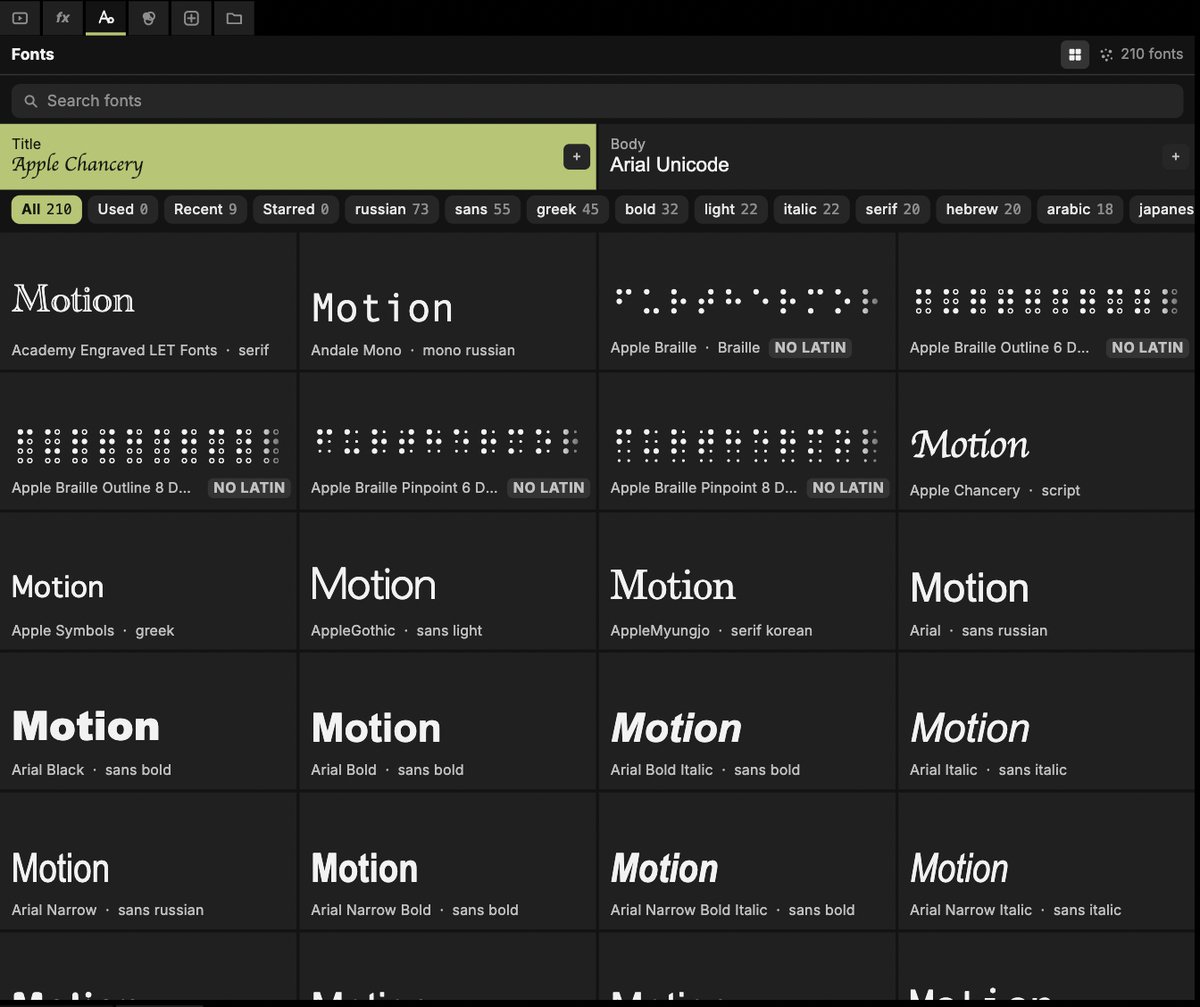 fx Aa
Fonts
210 fonts
Search fonts
Title
Apple Chancery
+
Body
Arial Unicode
+
All 210 Used 0 Recent 9 Starred 0 russian 73 sans 55 greek 45 bold 32 light 22 italic 22 serif 20 hebrew 20 arabic 18 japanes
Motion
Academy Engraved LET Fonts · serif
Motion
Andale Mono · mono russian
Apple Braille · Braille NO LATIN
Apple Braille Outline 6 D... NO LATIN
Apple Braille Outline 8 D... NO LATIN
Apple Braille Pinpoint 6 D... NO LATIN
Apple Braille Pinpoint 8 D... NO LATIN
Motion
Apple Chancery · script
Motion
Apple Symbols · greek
Motion
AppleGothic · sans light
Motion
AppleMyungjo · serif korean
Motion
Arial · sans russian
Motion
Arial Black · sans bold
Motion
Arial Bold · sans bold
Motion
Arial Bold Italic · sans bold
Motion
Arial Italic · sans italic
Motion
Arial Narrow · sans russian
Motion
Arial Narrow Bold · sans bold
Motion
Arial Narrow Bold Italic · sans bold
Motion
Arial Narrow Italic · sans italic